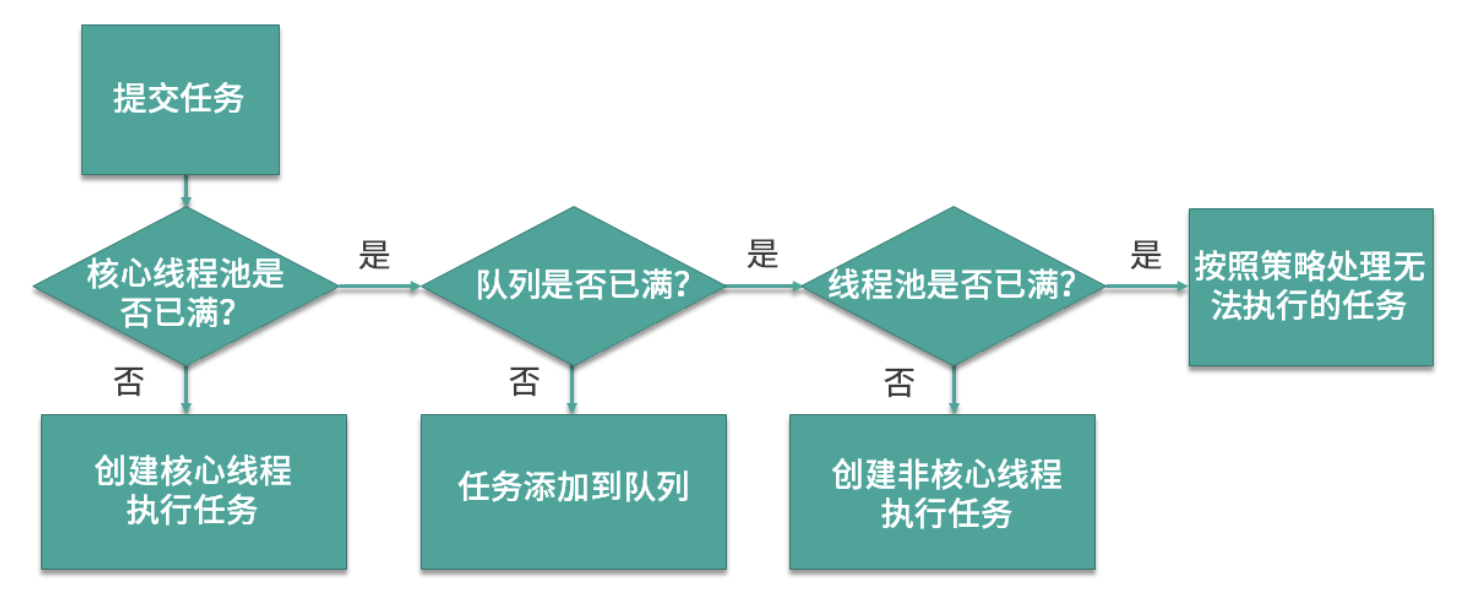 提交任务
核心线程池是
否已满？
是
队列是否已满？
是
线程池是否已满？
是
按照策略处理无
法执行的任务
否
否
否
创建核心线程
执行任务
任务添加到队列
创建非核心线程
执行任务